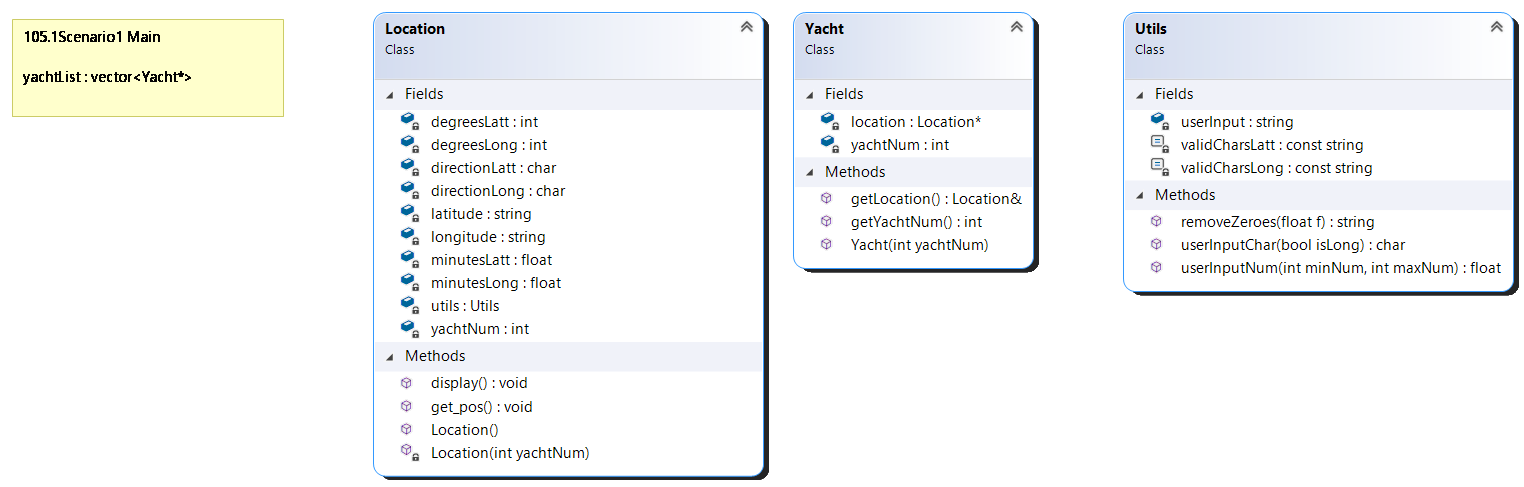 105.1Scenario1 Main
yachtList : vector<Yacht*>
Location
Class
Fields
degreesLatt : int
degreesLong : int
directionLatt : char
directionLong : char
latitude : string
longitude : string
minutesLatt : float
minutesLong : float
utils : Utils
yachtNum : int
Methods
display() : void
get_pos() : void
Location()
Location(int yachtNum)
Yacht
Class
Fields
location : Location*
yachtNum : int
Methods
getLocation() : Location&
getYachtNum() : int
Yacht(int yachtNum)
Utils
Class
Fields
userInput : string
validCharsLatt : const string
validCharsLong : const string
Methods
removeZeroes(float f) : string
userInputChar(bool isLong) : char
userInputNum(int minNum, int maxNum) : float